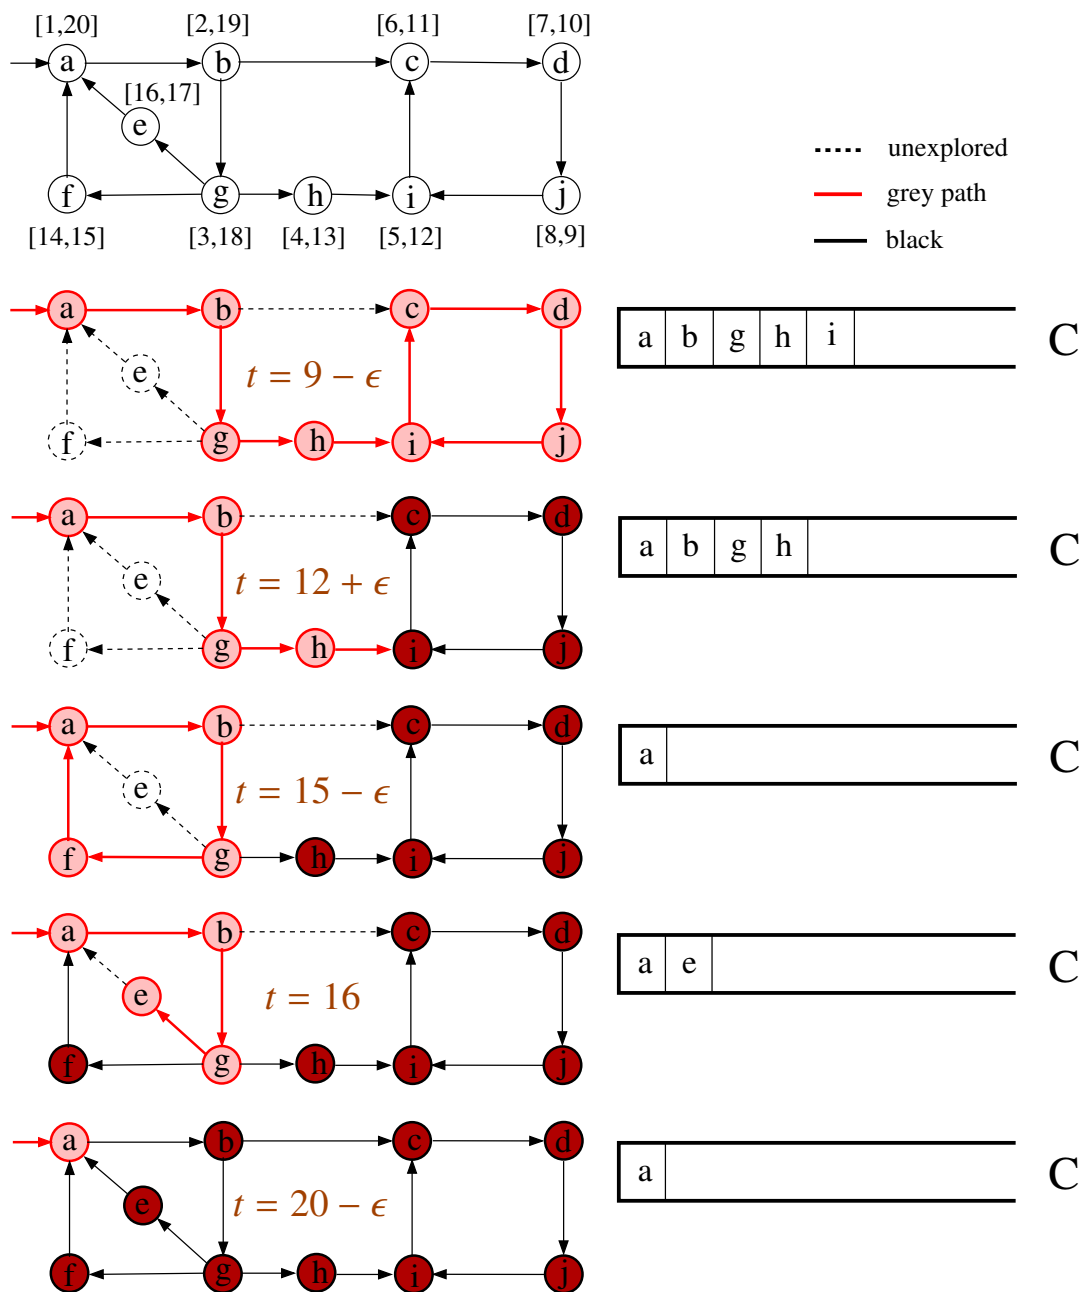 [1,20] [2,19] [6,11] [7,10]
a b c d
[16,17]
e
f g h i j
[14,15] [3,18] [4,13] [5,12] [8,9]
unexplored
grey path
black
a b c d
e
t = 9 − ϵ
f g h i j
a b g h i C
a b c d
e
t = 12 + ϵ
f g h i j
a b g h C
a b c d
e
t = 15 − ϵ
f g h i j
a C
a b c d
e
t = 16
f g h i j
a e C
a b c d
e
t = 20 − ϵ
f g h i j
a C